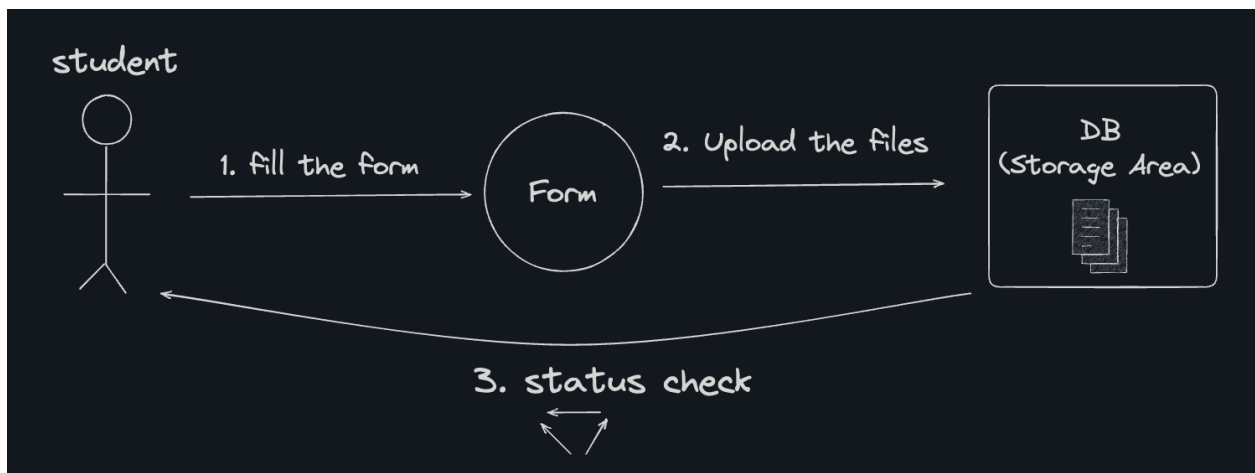 student
1. fill the form
Form
2. Upload the files
DB
(Storage Area)
3. status check